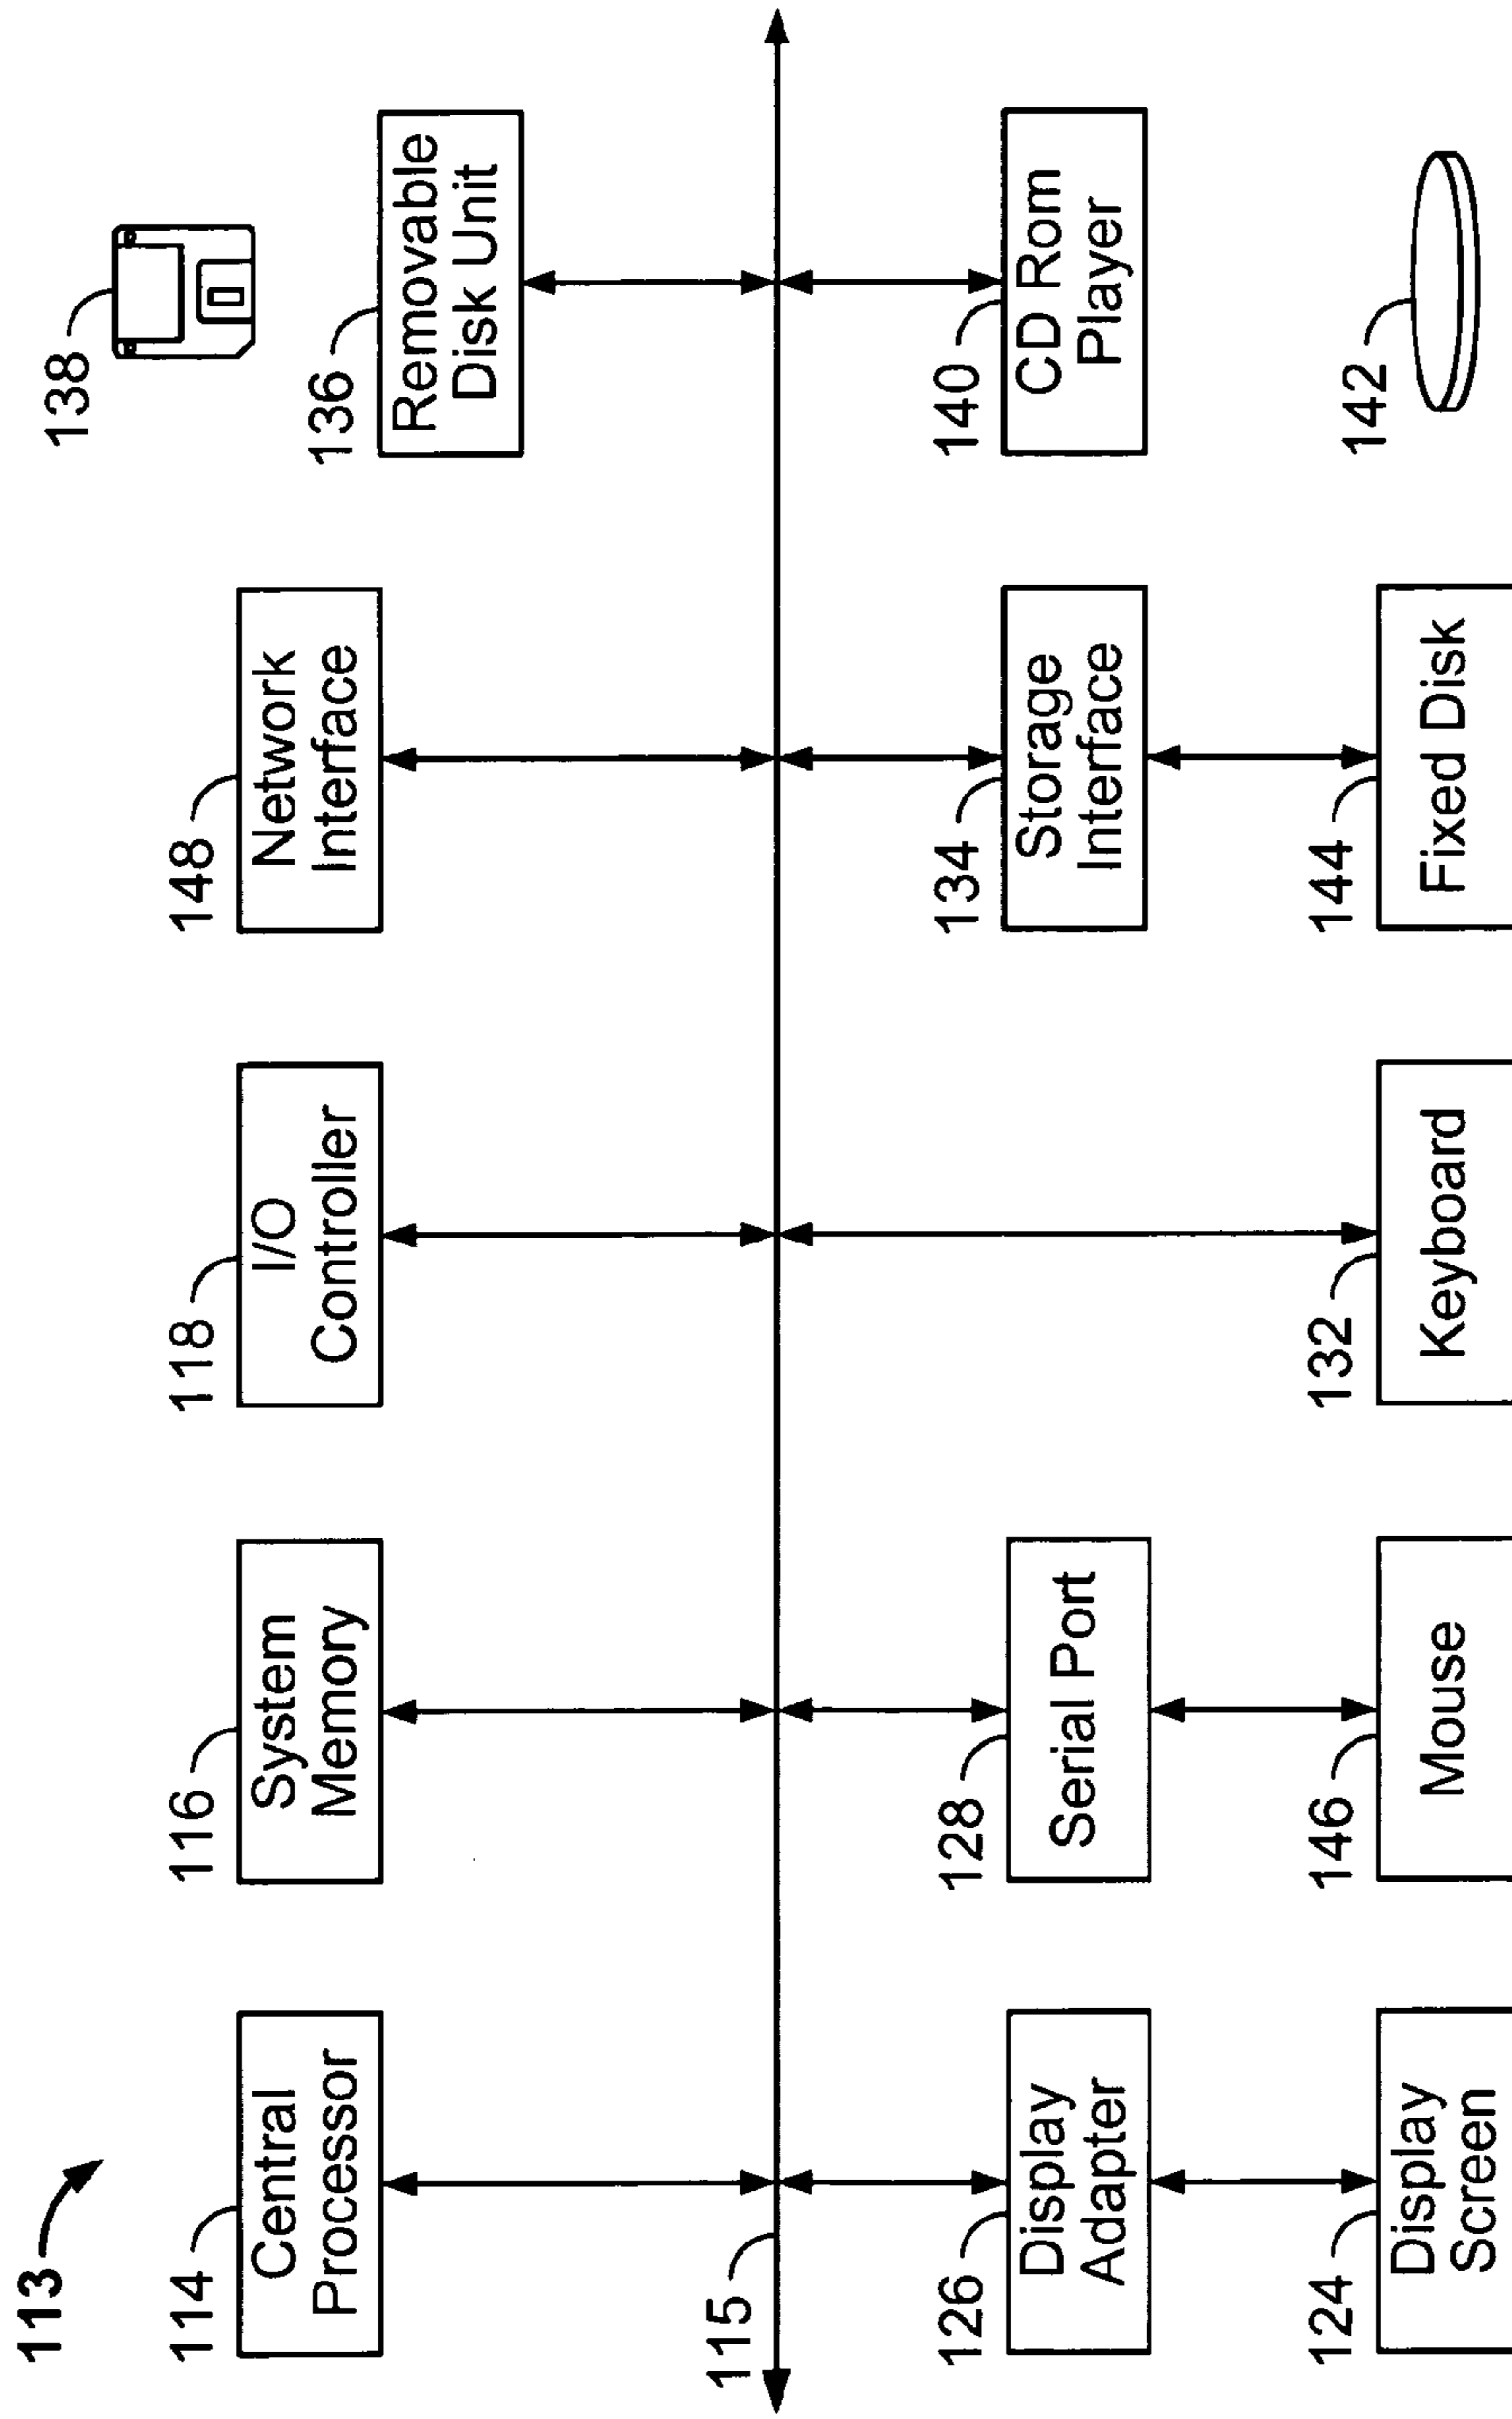 113
138
114
Central
Processor
116
System
Memory
118
I/O
Controller
148
Network
Interface
136
Removable
Disk Unit
115
126
Display
Adapter
128
Serial Port
134
Storage
Interface
140
CD Rom
Player
124
Display
Screen
146
Mouse
132
Keyboard
144
Fixed Disk
142